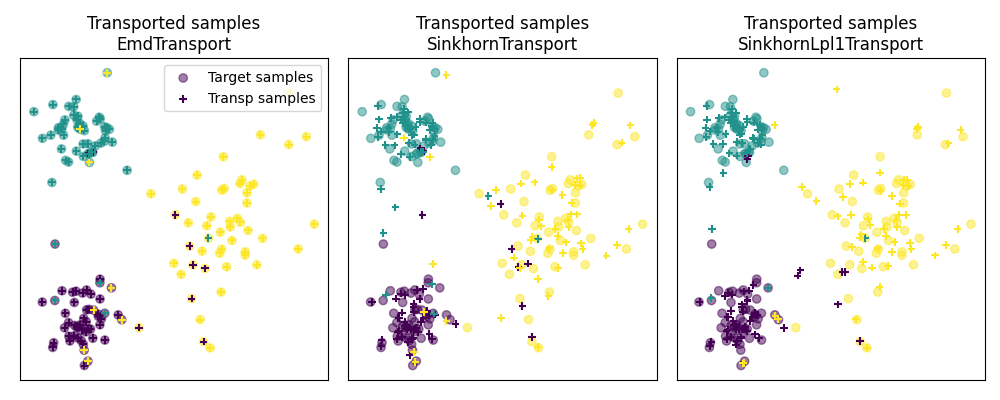 Transported samples
EmdTransport
Target samples
Transp samples
Transported samples
SinkhornTransport
Transported samples
SinkhornLpl1Transport